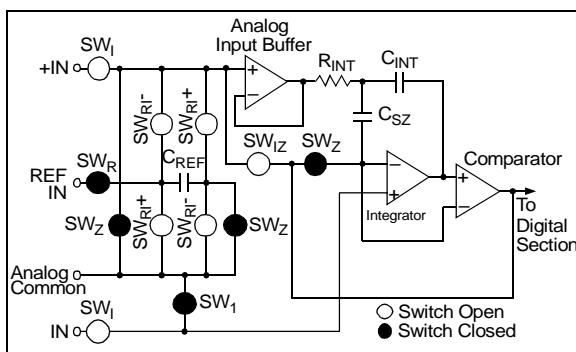 Analog
Input Buffer
SW_I
+IN
R_INT
C_INT
SW_RI-
SW_RI+
C_SZ
SW_IZ
SW_Z
SW_R
C_REF
REF
IN
Comparator
Integrator
To
Digital
Section
SW_Z
SW_RI+
SW_RI-
SW_Z
Analog
Common
SW_1
SW_I
IN
Switch Open
Switch Closed
+
−
−
+
+
−